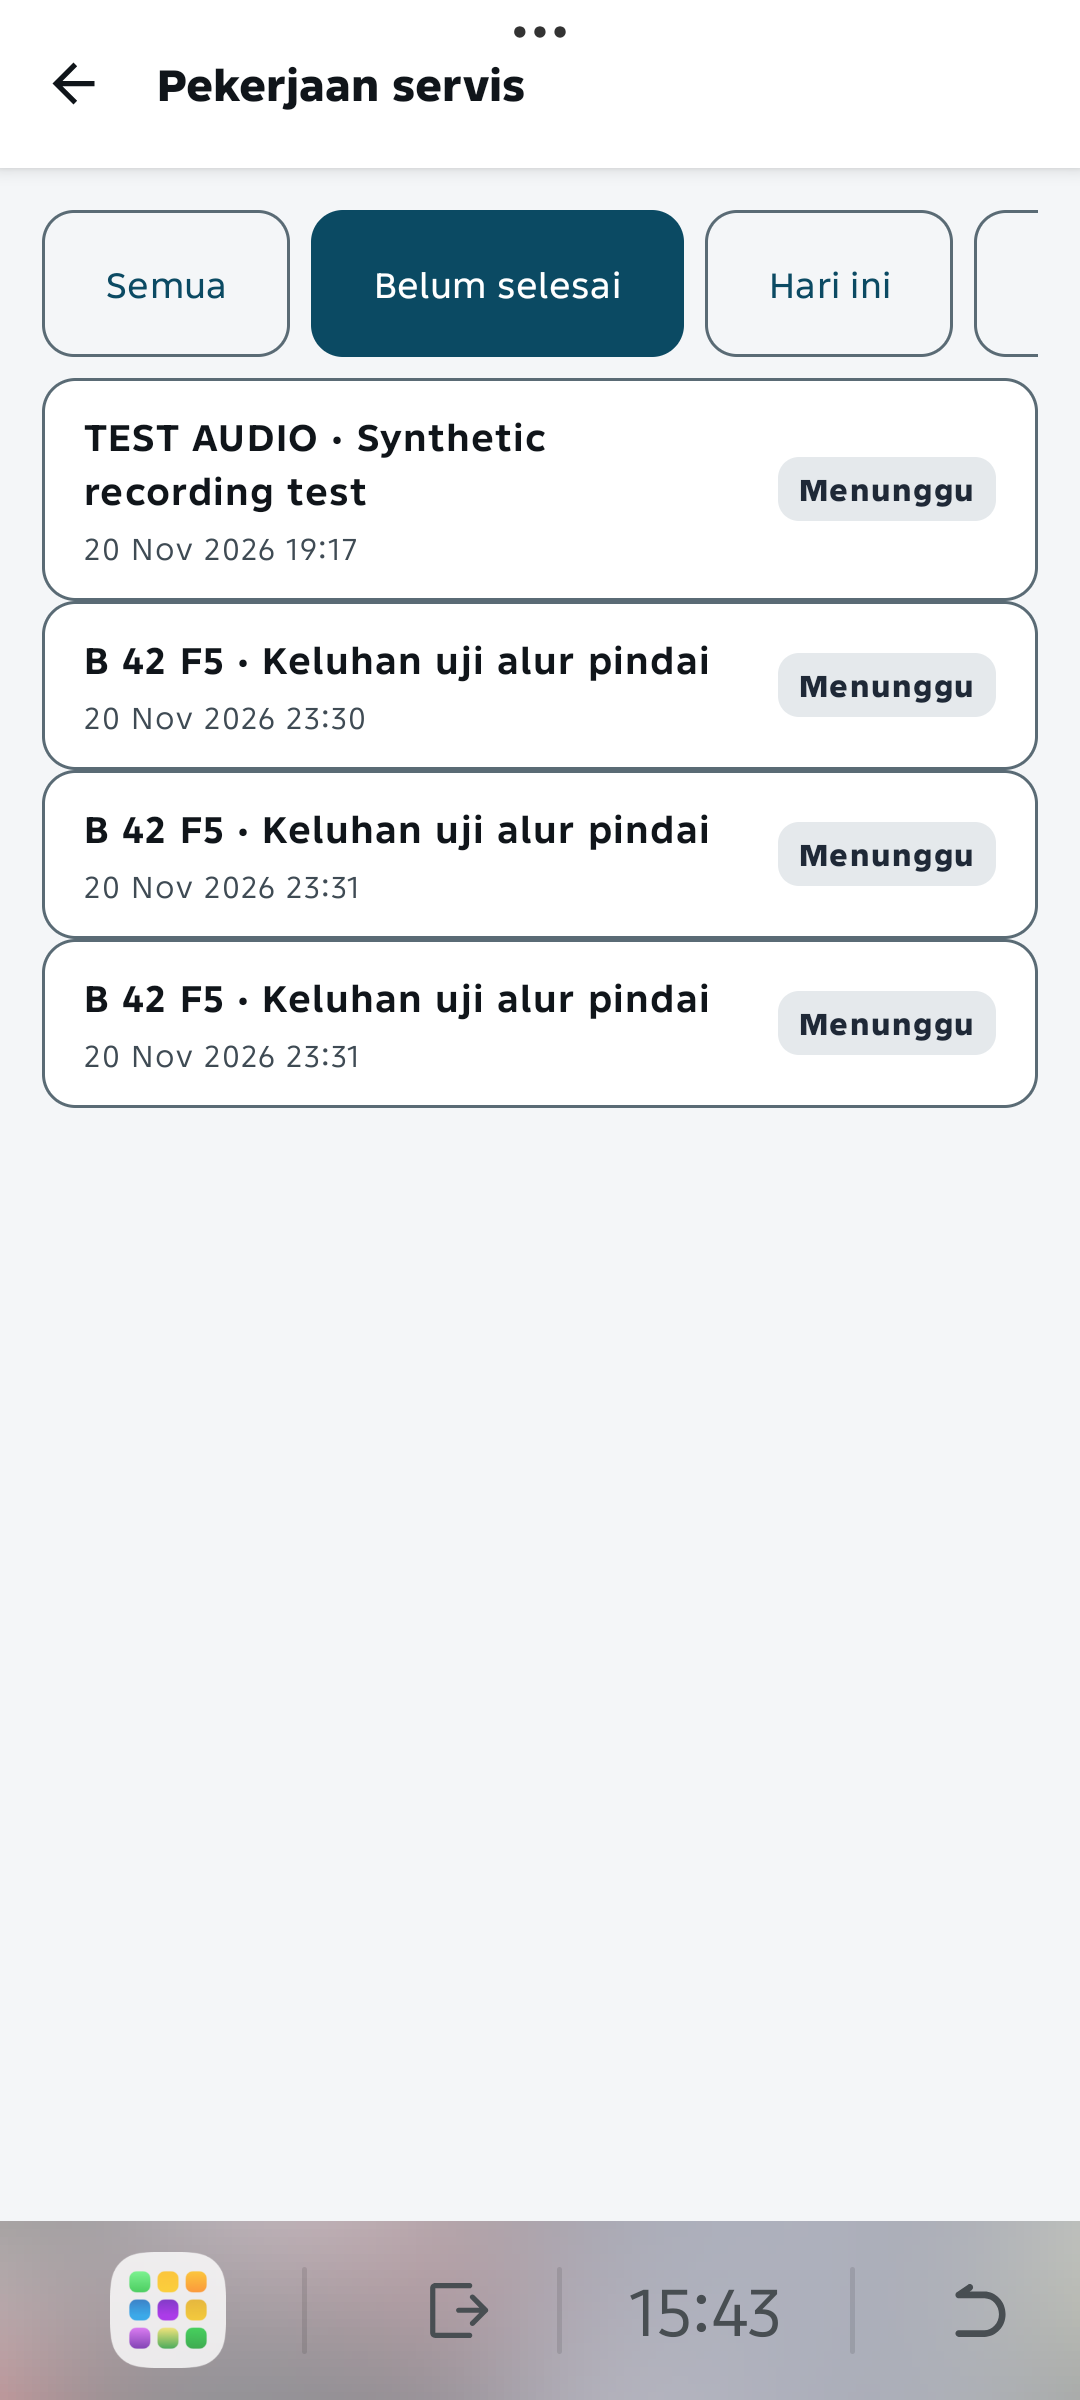 Pekerjaan servis
Semua
Belum selesai
Hari ini
TEST AUDIO • Synthetic
recording test
20 Nov 2026 19:17
Menunggu
B 42 F5 • Keluhan uji alur pindai
20 Nov 2026 23:30
Menunggu
B 42 F5 • Keluhan uji alur pindai
20 Nov 2026 23:31
Menunggu
B 42 F5 • Keluhan uji alur pindai
20 Nov 2026 23:31
Menunggu
15:43